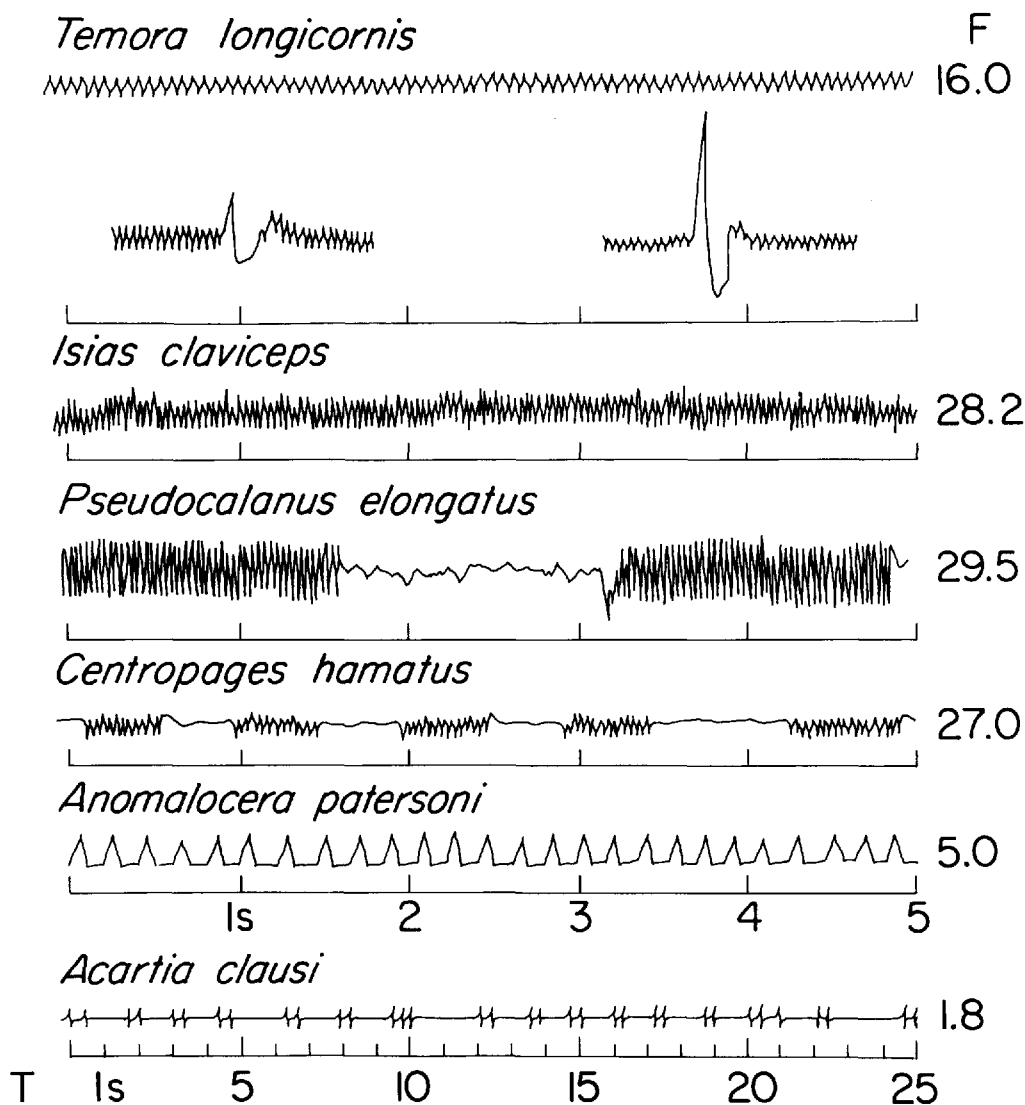 Temora longicornis F
16.0
Isias claviceps
28.2
Pseudocalanus elongatus
29.5
Centropages hamatus
27.0
Anomalocera patersoni
5.0
1s 2 3 4 5
Acartia clausi
1.8
T 1s 5 10 15 20 25